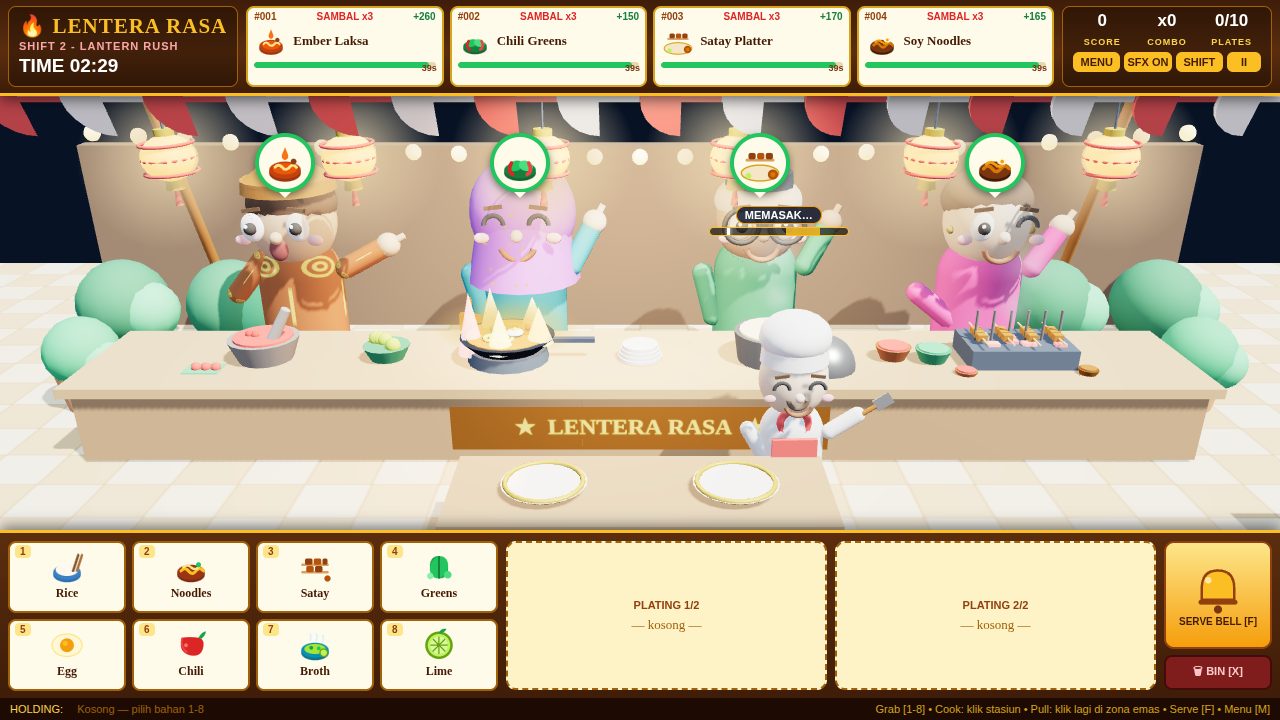 🔥 LENTERA RASA
SHIFT 2 - LANTERN RUSH
TIME 02:29
#001 SAMBAL x3 +260
Ember Laksa
39s
#002 SAMBAL x3 +150
Chili Greens
39s
#003 SAMBAL x3 +170
Satay Platter
39s
#004 SAMBAL x3 +165
Soy Noodles
39s
0 x0 0/10
SCORE COMBO PLATES
MENU SFX ON SHIFT II
MEMASAK…
★ LENTERA RASA
1 Rice
2 Noodles
3 Satay
4 Greens
5 Egg
6 Chili
7 Broth
8 Lime
PLATING 1/2
— kosong —
PLATING 2/2
— kosong —
SERVE BELL [F]
BIN [X]
HOLDING: Kosong — pilih bahan 1-8
Grab [1-8] • Cook: klik stasiun • Pull: klik lagi di zona emas • Serve [F] • Menu [M]